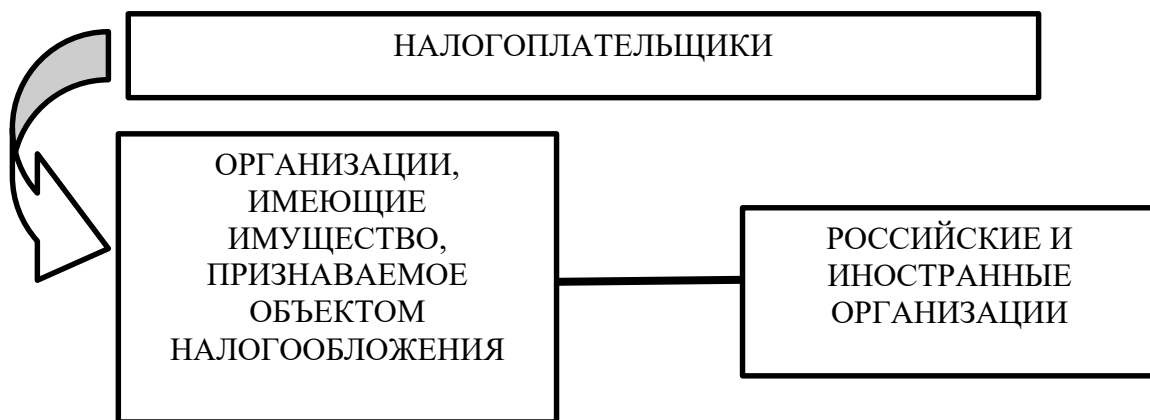 НАЛОГОПЛАТЕЛЬЩИКИ
ОРГАНИЗАЦИИ,
ИМЕЮЩИЕ
ИМУЩЕСТВО,
ПРИЗНАВАЕМОЕ
ОБЪЕКТОМ
НАЛОГООБЛОЖЕНИЯ
РОССИЙСКИЕ И
ИНОСТРАННЫЕ
ОРГАНИЗАЦИИ